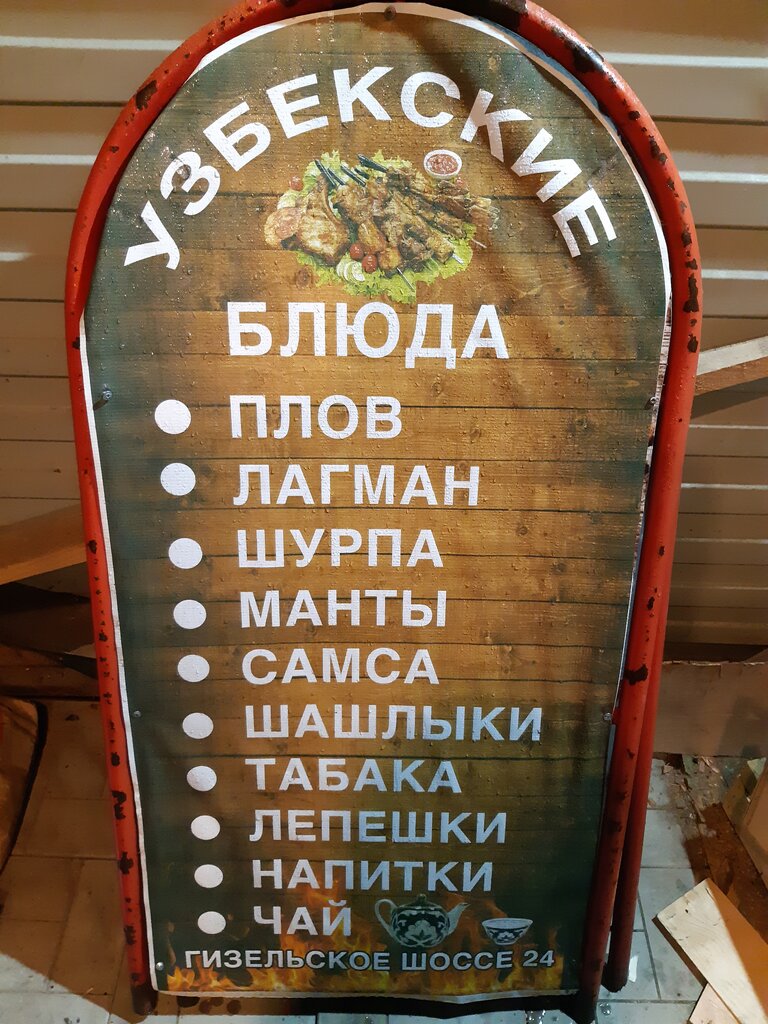 УЗБЕКСКИЕ
БЛЮДА
ПЛОВ
ЛАГМАН
ШУРПА
МАНТЫ
САМСА
ШАШЛЫКИ
ТАБАКА
ЛЕПЕШКИ
НАПИТКИ
ЧАЙ
ГИЗЕЛЬСКОЕ ШОССЕ 24